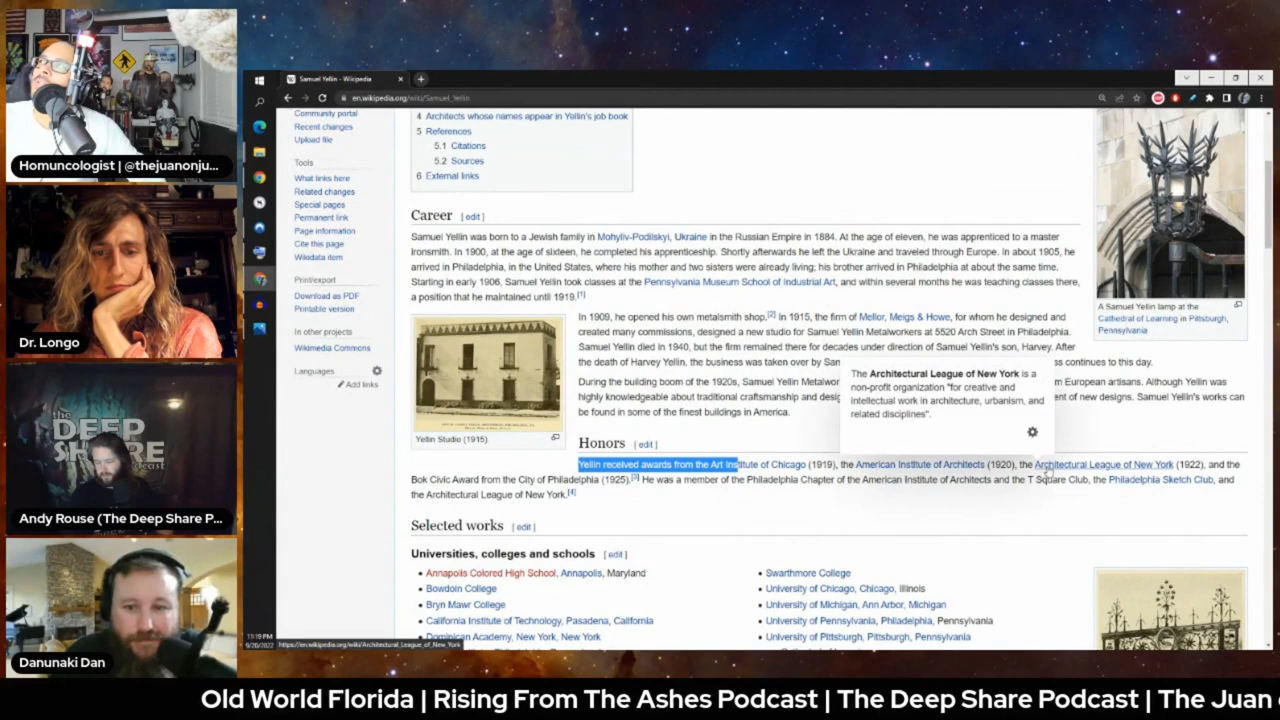 Homuncologist | @thejuanonju...
Dr. Longo
the
DEEP
SHARE
Podcast
Andy Rouse (The Deep Share P...
Danunaki Dan
Samuel Yellin - Wikipedia
en.wikipedia.org/wiki/Samuel_Yellin
Community portal
Recent changes
Upload file
Tools
What links here
Related changes
Special pages
Permanent link
Page information
Cite this page
Wikidata item
Print/export
Download as PDF
Printable version
In other projects
Wikimedia Commons
Languages
Add links
4 Architects whose names appear in Yellin's job book
5 References
5.1 Citations
5.2 Sources
6 External links
Career [ edit ]
Samuel Yellin was born to a Jewish family in Mohyliv-Podilskyi, Ukraine in the Russian Empire in 1884. At the age of eleven, he was apprenticed to a master
ironsmith. In 1900, at the age of sixteen, he completed his apprenticeship. Shortly afterwards he left the Ukraine and traveled through Europe. In about 1905, he
arrived in Philadelphia, in the United States, where his mother and two sisters were already living; his brother arrived in Philadelphia at about the same time.
Starting in early 1906, Samuel Yellin took classes at the Pennsylvania Museum School of Industrial Art, and within several months he was teaching classes there,
a position that he maintained until 1919.[1]
In 1909, he opened his own metalsmith shop.[2] In 1915, the firm of Mellor, Meigs & Howe, for whom he designed and
created many commissions, designed a new studio for Samuel Yellin Metalworkers at 5520 Arch Street in Philadelphia.
Samuel Yellin died in 1940, but the firm remained there for decades under direction of Samuel Yellin's son, Harvey. After
the death of Harvey Yellin, the business was taken over by San
ss continues to this day.
During the building boom of the 1920s, Samuel Yellin Metalwor
m European artisans. Although Yellin was
highly knowledgeable about traditional craftsmanship and desig
ent of new designs. Samuel Yellin's works can
be found in some of the finest buildings in America.
Yellin Studio (1915)
The Architectural League of New York is a
non-profit organization "for creative and
intellectual work in architecture, urbanism, and
related disciplines".
A Samuel Yellin lamp at the
Cathedral of Learning in Pittsburgh,
Pennsylvania
Honors [ edit ]
Yellin received awards from the Art Institute of Chicago (1919), the American Institute of Architects (1920), the Architectural League of New York (1922), and the
Bok Civic Award from the City of Philadelphia (1925).[3] He was a member of the Philadelphia Chapter of the American Institute of Architects and the T Square Club, the Philadelphia Sketch Club, and
the Architectural League of New York.[4]
Selected works [ edit ]
Universities, colleges and schools [ edit ]
• Annapolis Colored High School, Annapolis, Maryland
• Bowdoin College
• Bryn Mawr College
• California Institute of Technology, Pasadena, California
• Dominican Academy, New York, New York
• Swarthmore College
• University of Chicago, Chicago, Illinois
• University of Michigan, Ann Arbor, Michigan
• University of Pennsylvania, Philadelphia, Pennsylvania
• University of Pittsburgh, Pittsburgh, Pennsylvania
11:19 PM
9/20/2022
https://en.wikipedia.org/wiki/Architectural_League_of_New_York
Old World Florida | Rising From The Ashes Podcast | The Deep Share Podcast | The Juan